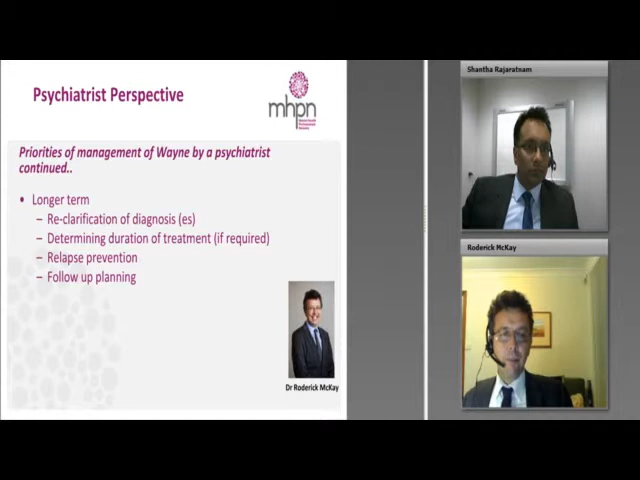 Psychiatrist Perspective
mhpn
Priorities of management of Wayne by a psychiatrist
continued..
• Longer term
– Re-clarification of diagnosis (es)
– Determining duration of treatment (if required)
– Relapse prevention
– Follow up planning
Dr Roderick McKay
Shantha Rajaratnam
Roderick McKay